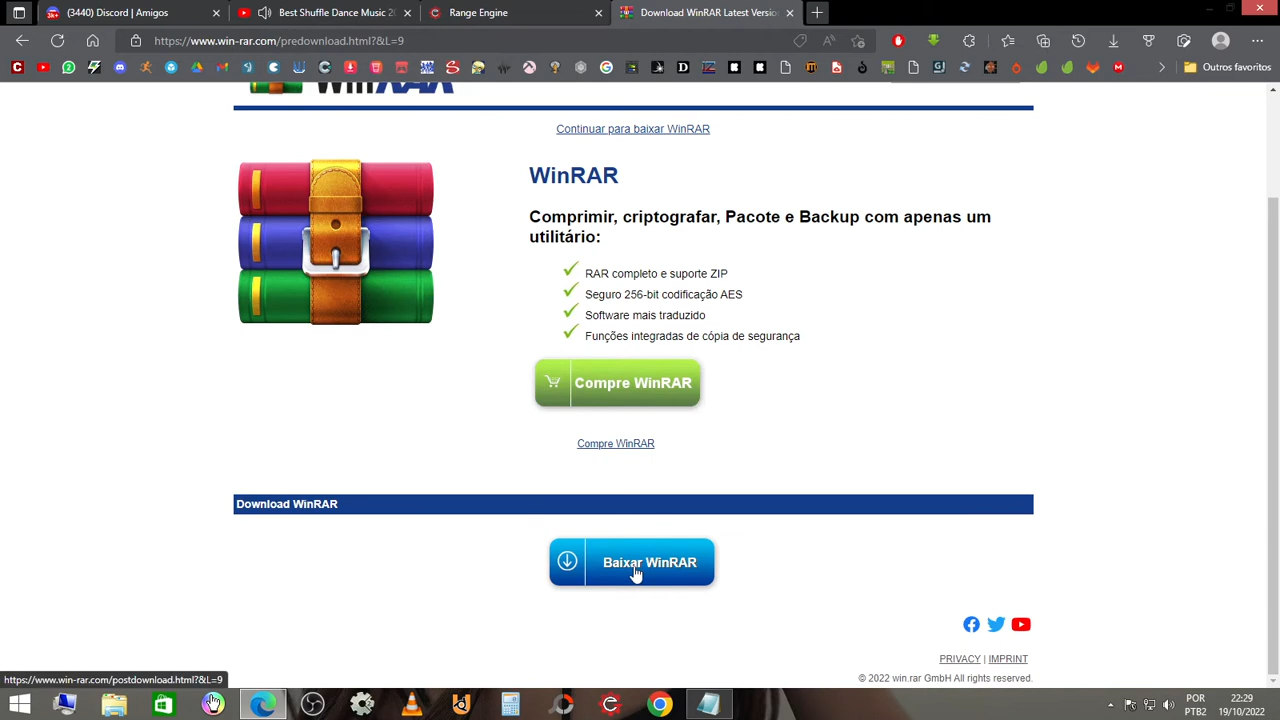 (3440) Discord | Amigos
Best Shuffle Dance Music 20
Range Engine
Download WinRAR Latest Versio
https://www.win-rar.com/predownload.html?&L=9
Outros favoritos
WinRAR
Continuar para baixar WinRAR
WinRAR
Comprimir, criptografar, Pacote e Backup com apenas um
utilitário:
RAR completo e suporte ZIP
Seguro 256-bit codificação AES
Software mais traduzido
Funções integradas de cópia de segurança
Compre WinRAR
Compre WinRAR
Download WinRAR
Baixar WinRAR
PRIVACY | IMPRINT
© 2022 win.rar GmbH All rights reserved.
https://www.win-rar.com/postdownload.html?&L=9
POR
PTB2
22:29
19/10/2022